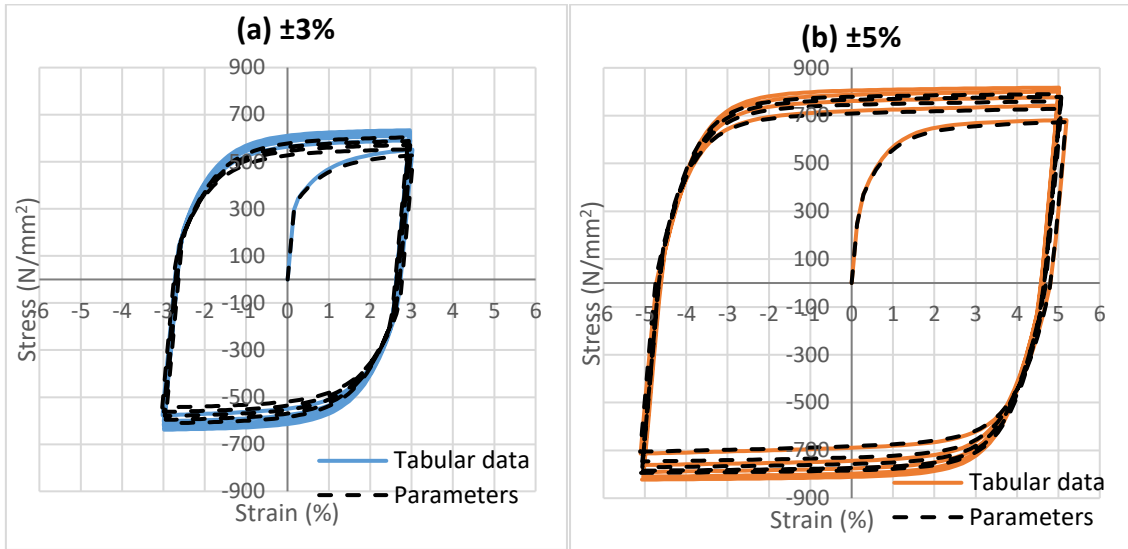 (a) ±3%
900
700
500
300
100
-6 -5 -4 -3 -2 -1 0 1 2 3 4 5 6
-100
-300
-500
-700
-900
Stress (N/mm²)
Strain (%)
Tabular data
Parameters
(b) ±5%
900
700
500
300
100
-6 -5 -4 -3 -2 -1 0 1 2 3 4 5 6
-100
-300
-500
-700
-900
Stress (N/mm²)
Strain (%)
Tabular data
Parameters